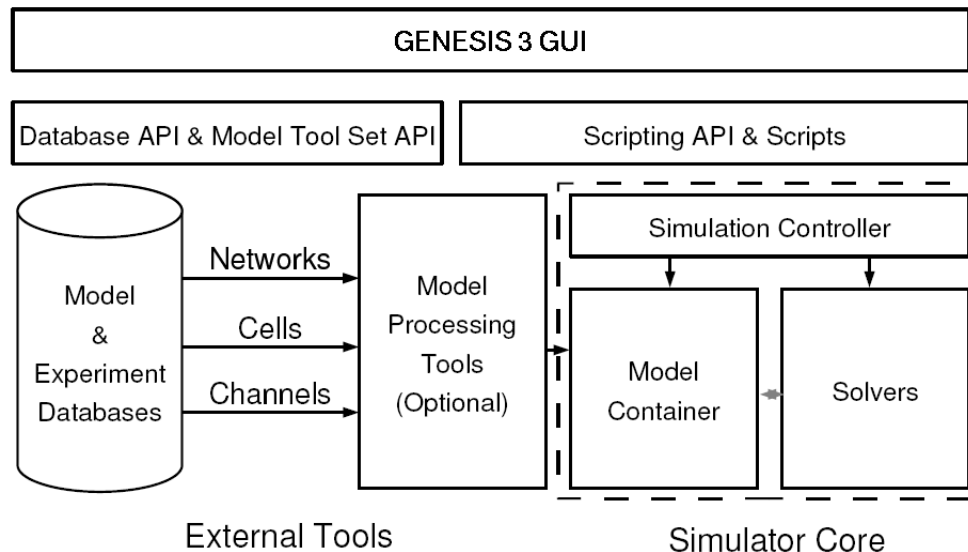 GENESIS 3 GUI
Database API & Model Tool Set API
Scripting API & Scripts
Model
&
Experiment
Databases
Networks
Cells
Channels
Model
Processing
Tools
(Optional)
Simulation Controller
Model
Container
Solvers
External Tools
Simulator Core